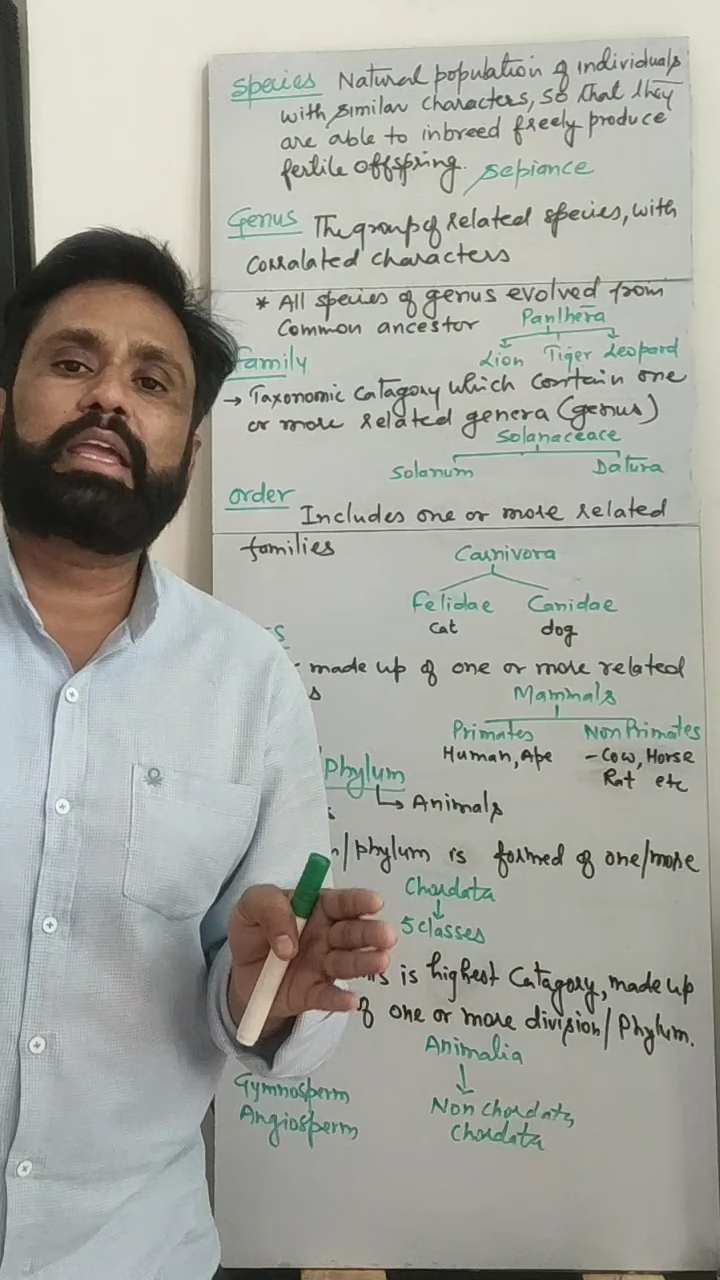 Species Natural population of individuals
with similar characters, so that they
are able to inbreed freely produce
fertile offspring. Sepiance
Genus The group of related species, with
corralated characters
* All species of genus evolved from
Common ancestor Panthera
Lion Tiger Leopard
family
→ Taxonomic Catagory which contain one
or more related genera (genus)
Solanaceace
Solanum Datura
order Includes one or more related
families
Carnivora
Felidae Canidae
cat dog
made up of one or more related
Mammals
Primates Non Primates
Human, Ape - Cow, Horse
Rat etc
/Phylum
Animals
/phylum is formed of one/more
Chordata
5 classes
is highest Catagory, made up
of one or more division/Phylum.
Animalia
Gymnosperm Non Chordata,
Angiosperm Chordata